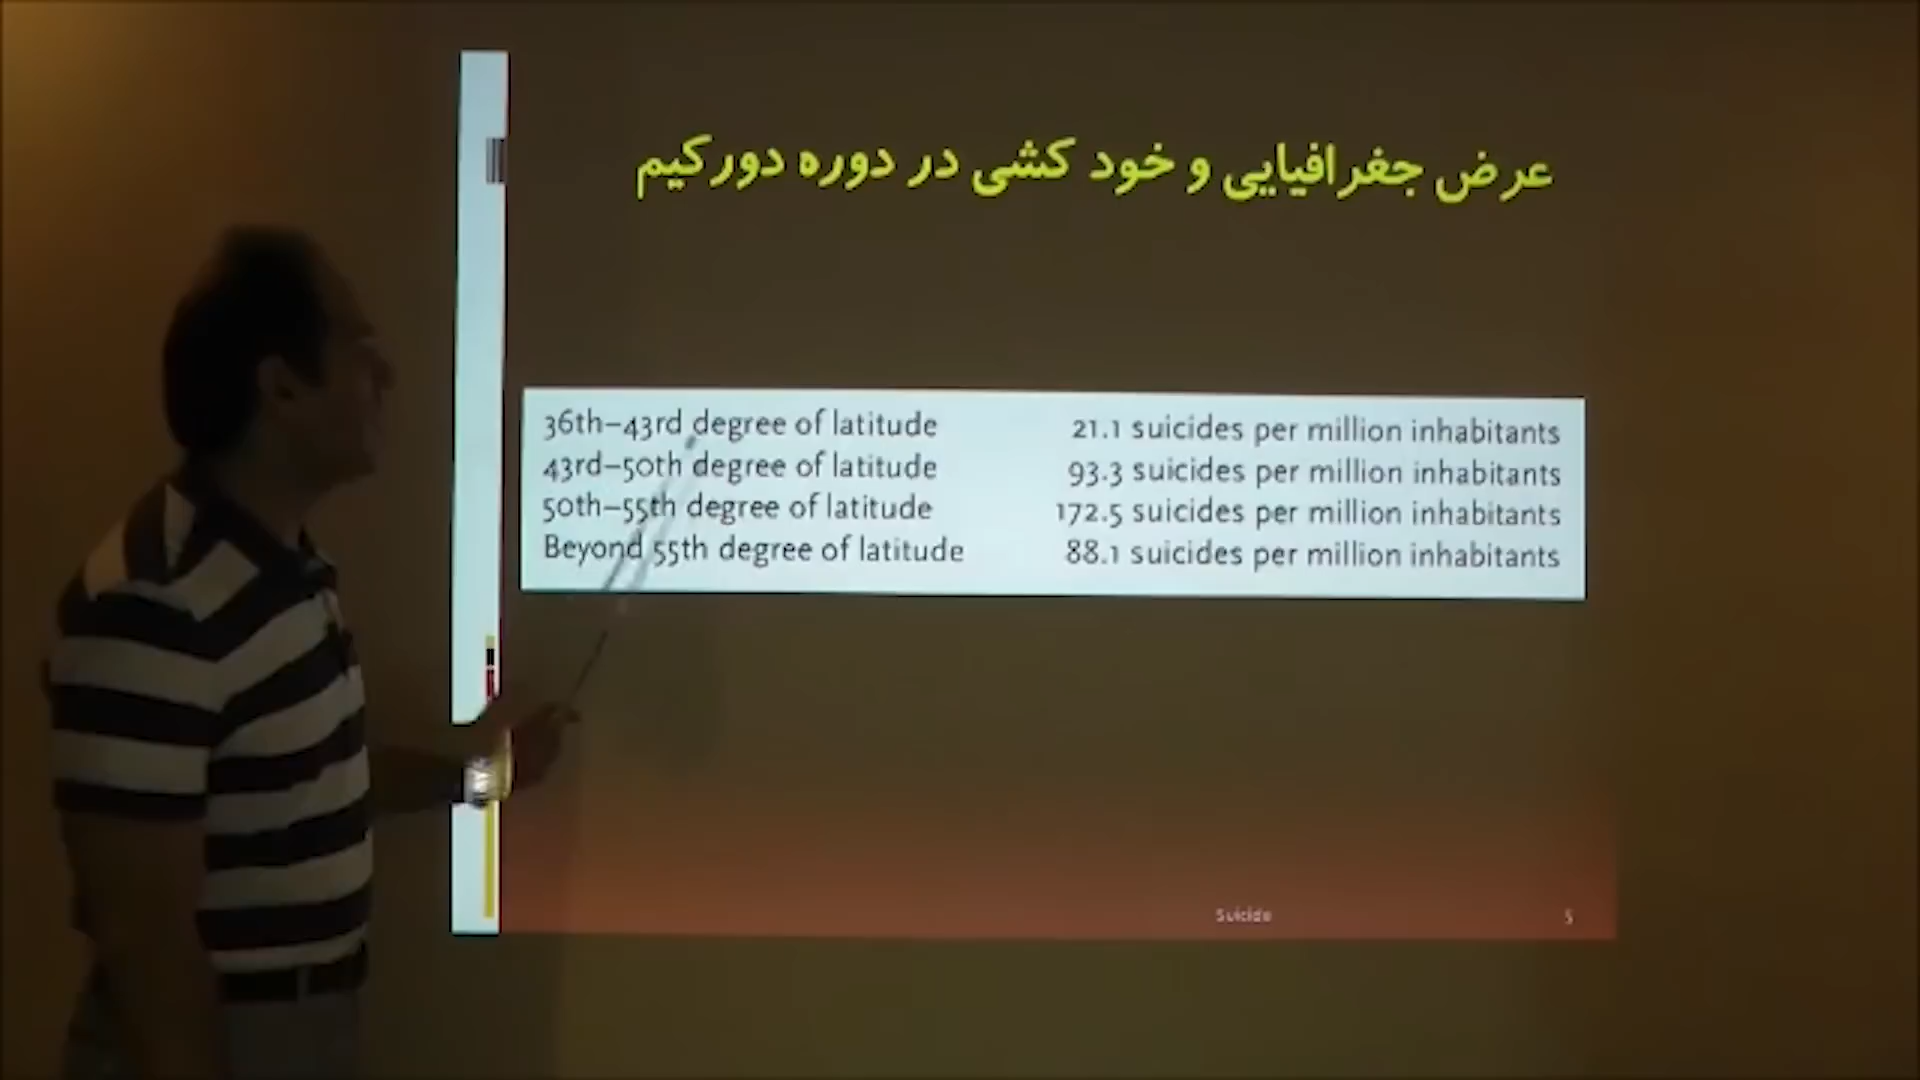 عرض جغرافیایی و خود کشی در دوره دورکیم
36th–43rd degree of latitude 21.1 suicides per million inhabitants
43rd–50th degree of latitude 93.3 suicides per million inhabitants
50th–55th degree of latitude 172.5 suicides per million inhabitants
Beyond 55th degree of latitude 88.1 suicides per million inhabitants
Suicide 5